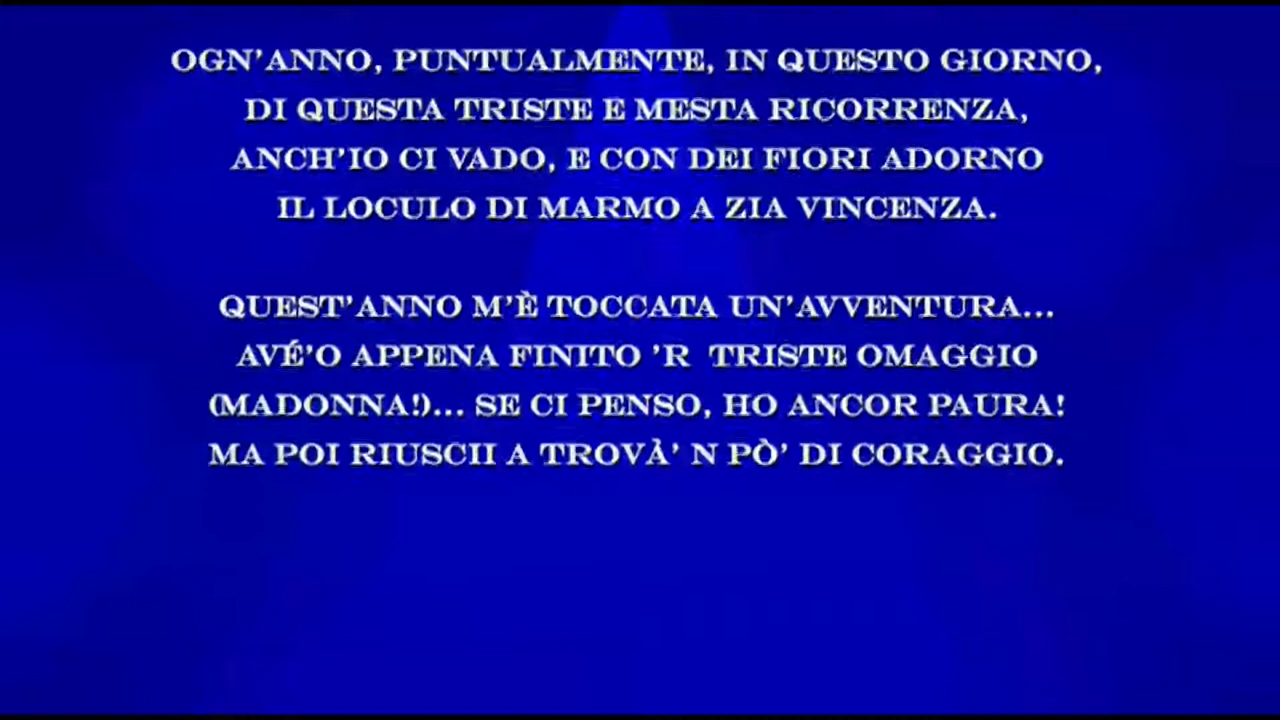 OGN'ANNO, PUNTUALMENTE, IN QUESTO GIORNO,
DI QUESTA TRISTE E MESTA RICORRENZA,
ANCH'IO CI VADO, E CON DEI FIORI ADORNO
IL LOCULO DI MARMO A ZIA VINCENZA.
QUEST'ANNO M'È TOCCATA UN'AVVENTURA...
AVÉ'O APPENA FINITO 'R TRISTE OMAGGIO
(MADONNA!)... SE CI PENSO, HO ANCOR PAURA!
MA POI RIUSCII A TROVÀ' N PÒ' DI CORAGGIO.